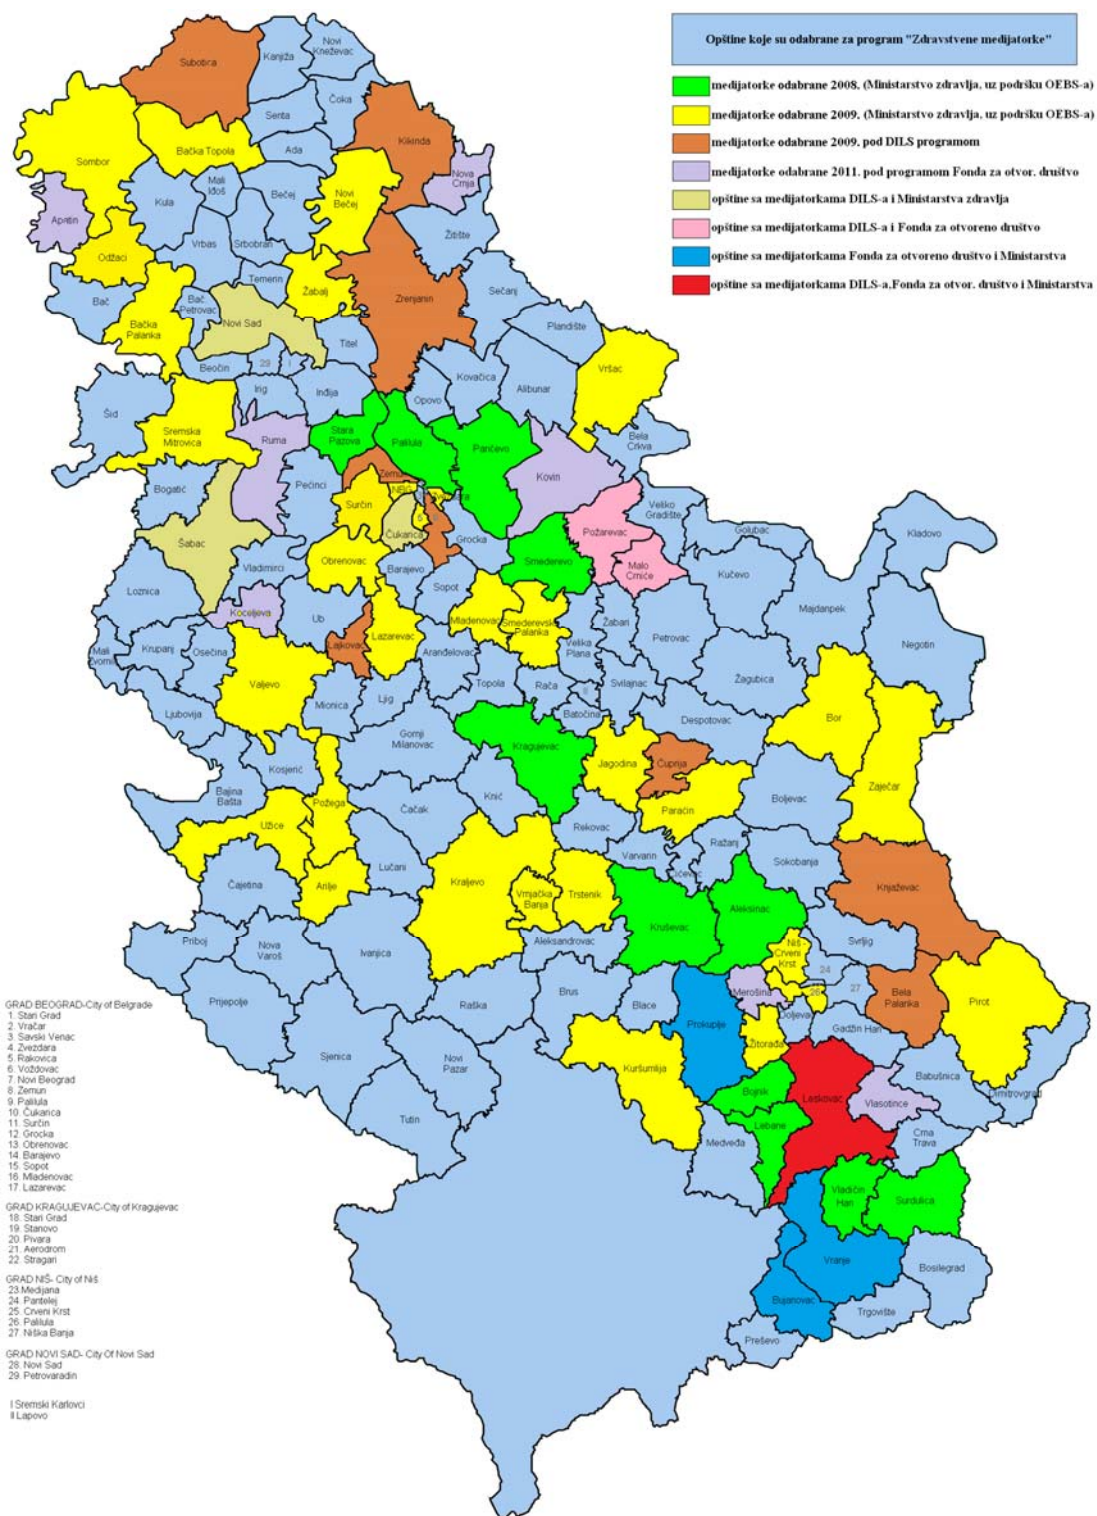 Opštine koje su odabrane za program "Zdravstvene medijatorke"
medijatorke odabrane 2008. (Ministarstvo zdravlja, uz podršku OEBS-a)
medijatorke odabrane 2009. (Ministarstvo zdravlja, uz podršku OEBS-a)
medijatorke odabrane 2009. pod DILS programom
medijatorke odabrane 2011. pod programom Fonda za otvor. društvo
opštine sa medijatorkama DILS-a i Ministarstva zdravlja
opštine sa medijatorkama DILS-a i Fonda za otvoreno društvo
opštine sa medijatorkama Fonda za otvoreno društvo i Ministarstva
opštine sa medijatorkama DILS-a,Fonda za otvor. društvo i Ministarstva
Subotica
Kanjiža
Novi
Kneževac
Čoka
Senta
Sombor
Bačka Topola
Ada
Kikinda
Nova
Crnja
Mali
Iđoš
Kula
Bečej
Novi
Bečej
Apatin
Vrbas
Srbobran
Žitište
Odžaci
Temerin
Žabalj
Zrenjanin
Sečanj
Bač
Bač.
Petrovac
Novi Sad
Bačka
Palanka
Titel
Plandište
Beočin
29
I
Vršac
Irig
Inđija
Opovo
Kovačica
Alibunar
Šid
Sremska
Mitrovica
Ruma
Stara
Pazova
Palilula
Pančevo
Bela
Crkva
Kovin
Zemun
Bogatić
Pećinci
NBG
Surčin
5
Čukarica
Grocka
Požarevac
Veliko
Gradište
Golubac
Kladovo
Šabac
Obrenovac
Barajevo
Smederevo
Malo
Crniće
Vladimirci
Kučevo
Loznica
Sopot
Koceljeva
Ub
Mladenovac
Smederevska
Palanka
Žabari
Majdanpek
Negotin
Mali
Zvornik
Krupanj
Osečina
Lajkovac
Lazarevac
Aranđelovac
Velika
Plana
Petrovac
Valjevo
Žagubica
Mionica
Ljig
Topola
Rača
II
Svilajnac
Ljubovija
Batočina
Despotovac
Bor
Gornji
Milanovac
Kragujevac
Jagodina
Ćuprija
Kosjerić
Bajina
Bašta
Požega
Čačak
Knić
Boljevac
Zaječar
Užice
Paraćin
Rekovac
Ražanj
Lučani
Varvarin
Ćićevac
Sokobanja
Čajetina
Arilje
Kraljevo
Vrnjačka
Banja
Trstenik
Knjaževac
Kruševac
Aleksinac
Priboj
Nova
Varoš
Ivanjica
Aleksandrovac
Niš -
Crveni
Krst
Svrljig
24
27
26
Prijepolje
Raška
Brus
Blace
Merošina
Bela
Palanka
Pirot
Prokuplje
Doljevac
Gadžin Han
Sjenica
Novi
Pazar
Kuršumlija
Žitorađa
Babušnica
Dimitrovgrad
Tutin
Bojnik
Leskovac
Vlasotince
Lebane
Medveđa
Crna
Trava
Vladičin
Han
Surdulica
Vranje
Bosilegrad
Bujanovac
Trgovište
Preševo
GRAD BEOGRAD-City of Belgrade
1. Stari Grad
2. Vračar
3. Savski Venac
4. Zvezdara
5. Rakovica
6. Voždovac
7. Novi Beograd
8. Zemun
9. Palilula
10. Čukarica
11. Surčin
12. Grocka
13. Obrenovac
14. Barajevo
15. Sopot
16. Mladenovac
17. Lazarevac
GRAD KRAGUJEVAC-City of Kragujevac
18. Stari Grad
19. Stanovo
20. Pivara
21. Aerodrom
22. Stragari
GRAD NIŠ- City of Niš
23.Medijana
24. Pantelej
25. Crveni Krst
26. Palilula
27. Niška Banja
GRAD NOVI SAD- City Of Novi Sad
28. Novi Sad
29. Petrovaradin
I Sremski Karlovci
II Lapovo